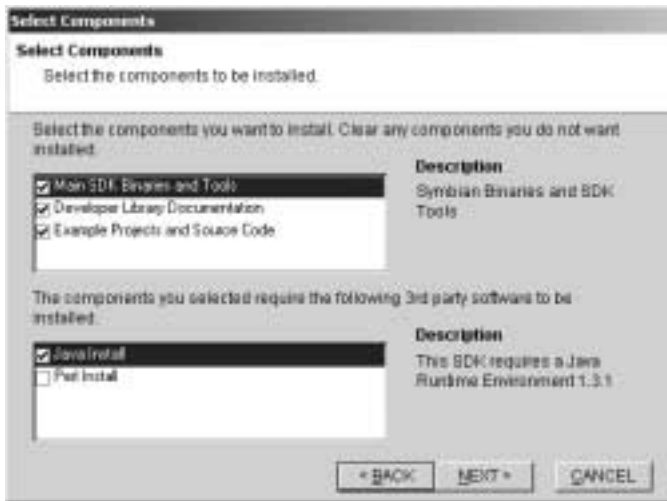 Select Components
Select Components
Select the components to be installed.
Select the components you want to install. Clear any components you do not want
installed.
Main SDK Binaries and Tools
Developer Library Documentation
Example Projects and Source Code
Description
Symbian Binaries and SDK
Tools
The components you selected require the following 3rd party software to be
installed.
Java Install
Perl Install
Description
This SDK requires a Java
Runtime Environment 1.3.1
< BACK
NEXT >
CANCEL